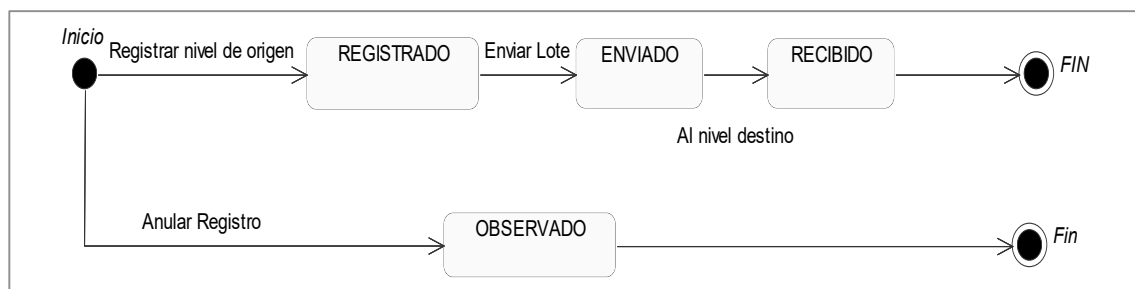 Inicio
Registrar nivel de origen
REGISTRADO
Enviar Lote
ENVIADO
RECIBIDO
FIN
Al nivel destino
Anular Registro
OBSERVADO
Fin